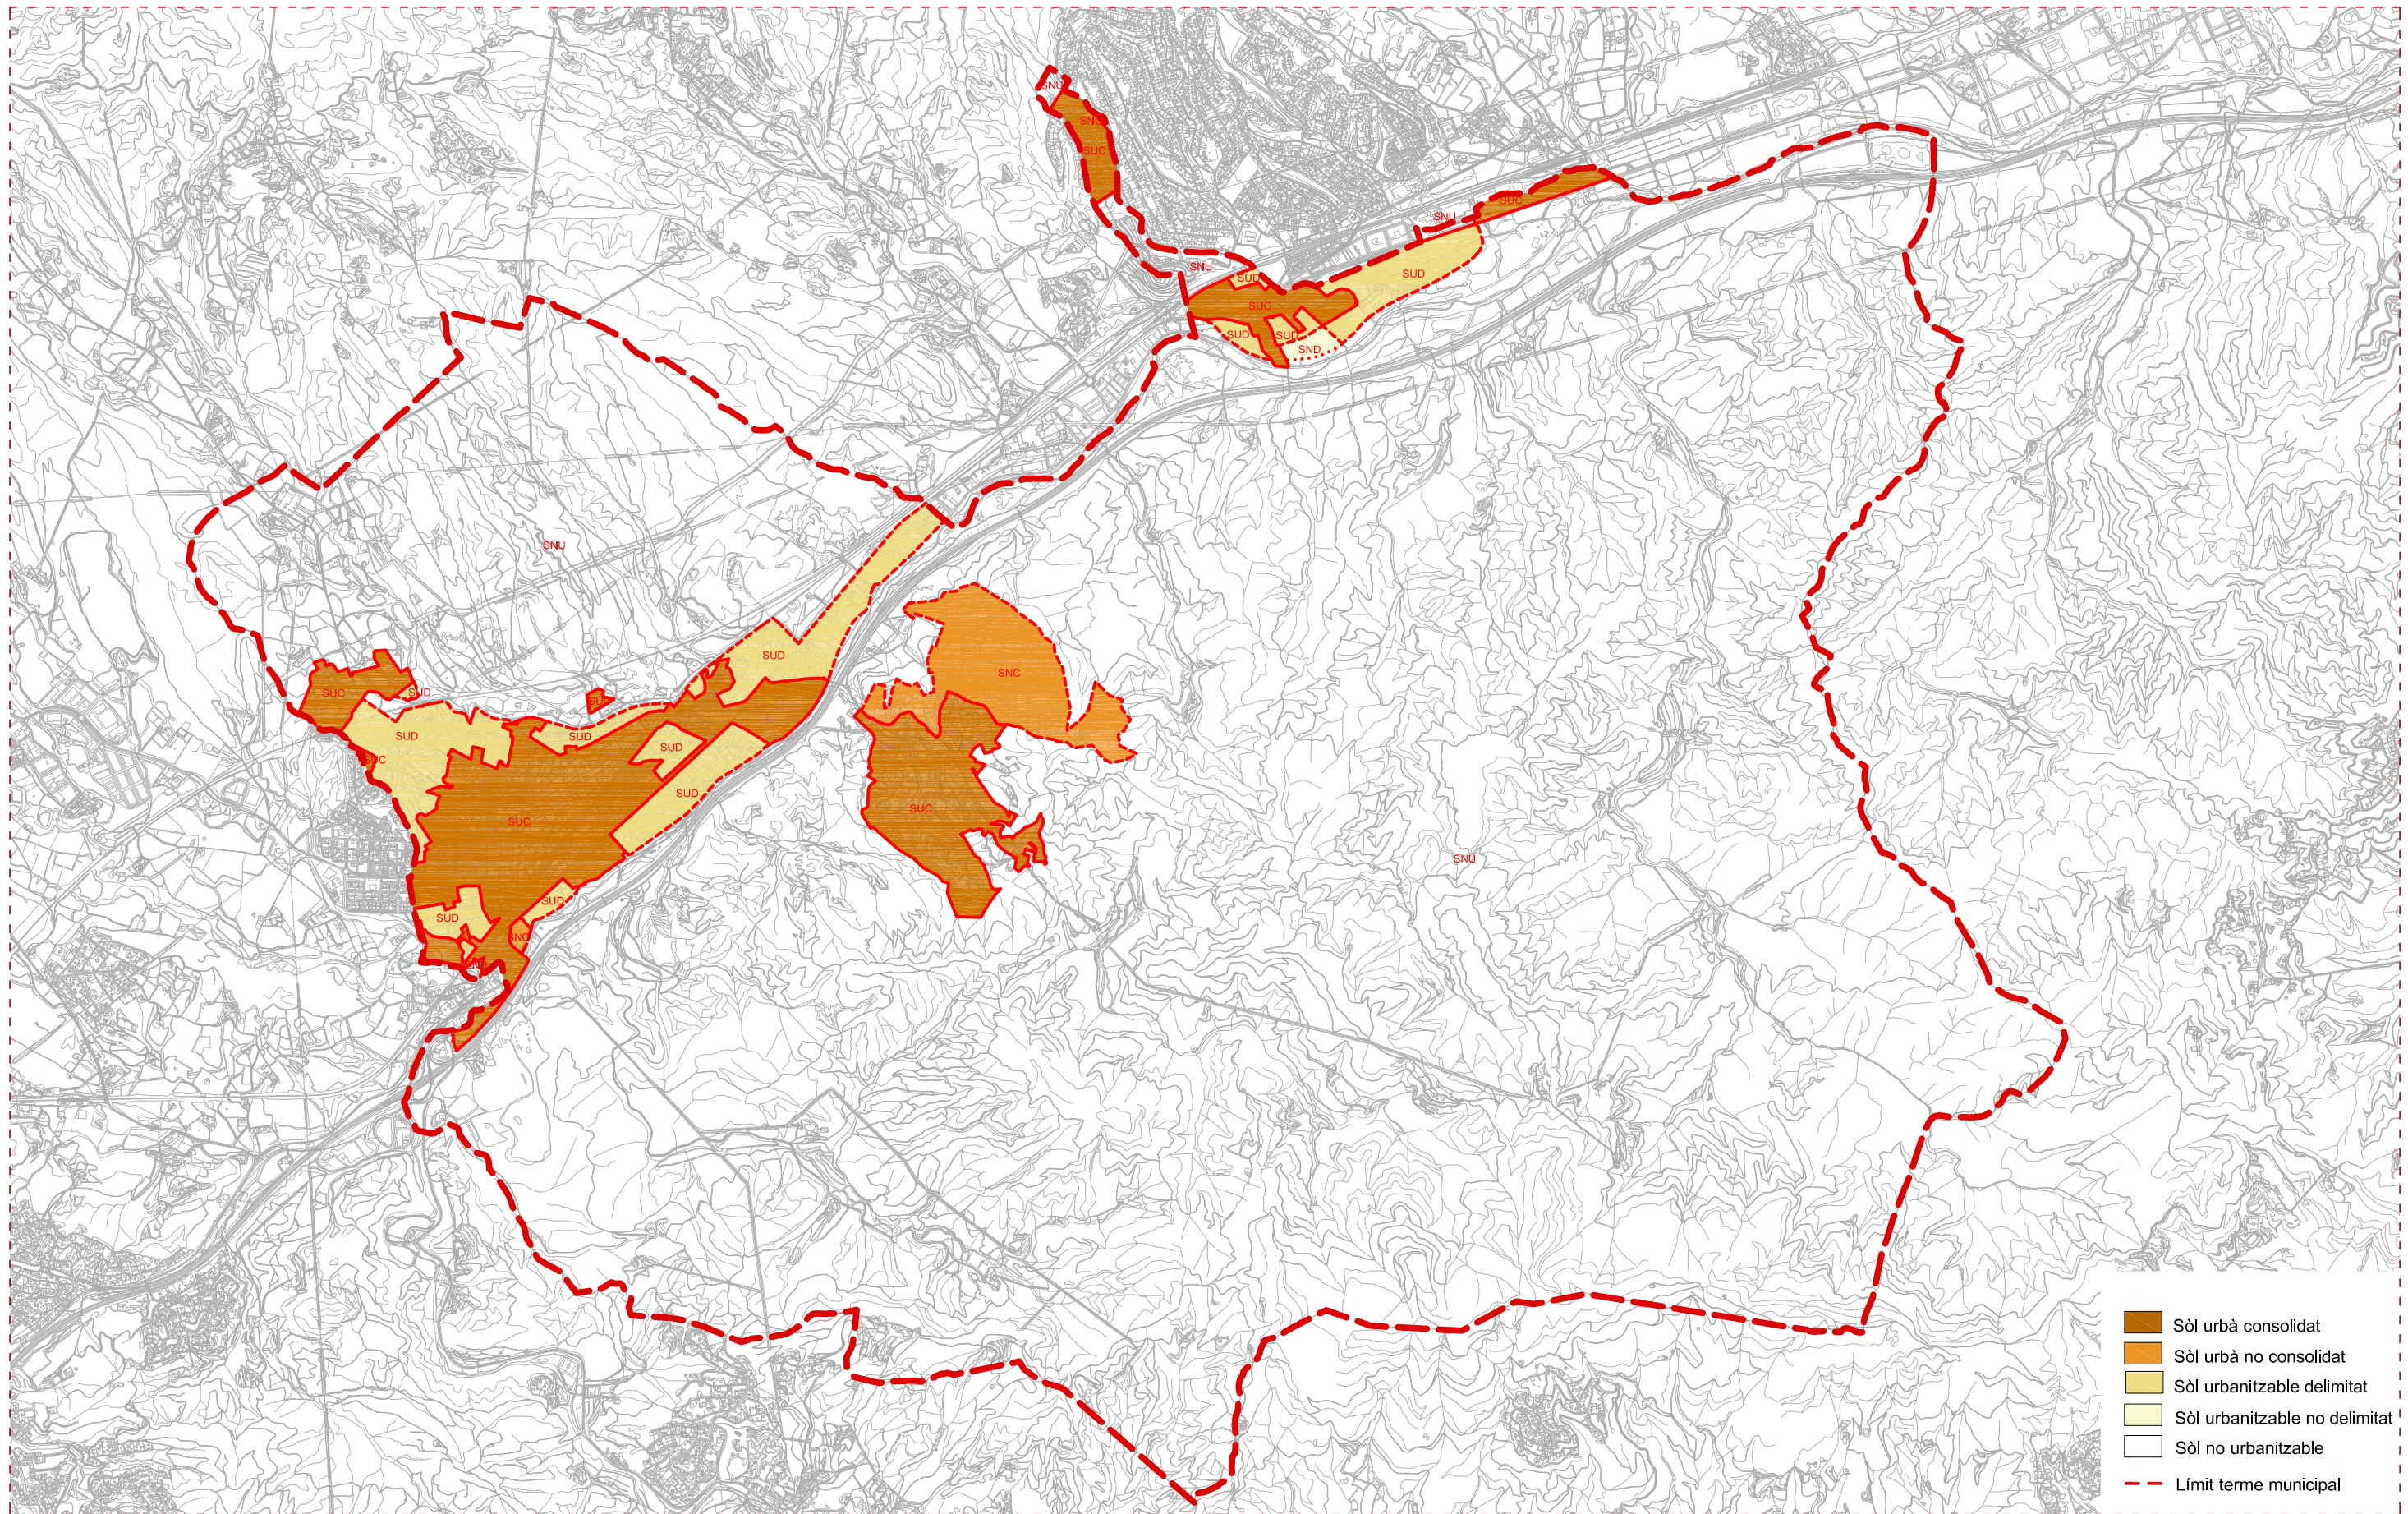 SNU
SNU
SUC
SUC
SNU
SNU
SUD
SUD
SUC
SUD
SUD
SND
SNU
SUD
SNC
SUC
SUD
SUC
SUD
SUD
SUD
SUC
SUD
SUC
SUC
SNU
SUD
SUD
SNC
Sòl urbà consolidat
Sòl urbà no consolidat
Sòl urbanitzable delimitat
Sòl urbanitzable no delimitat
Sòl no urbanitzable
Límit terme municipal